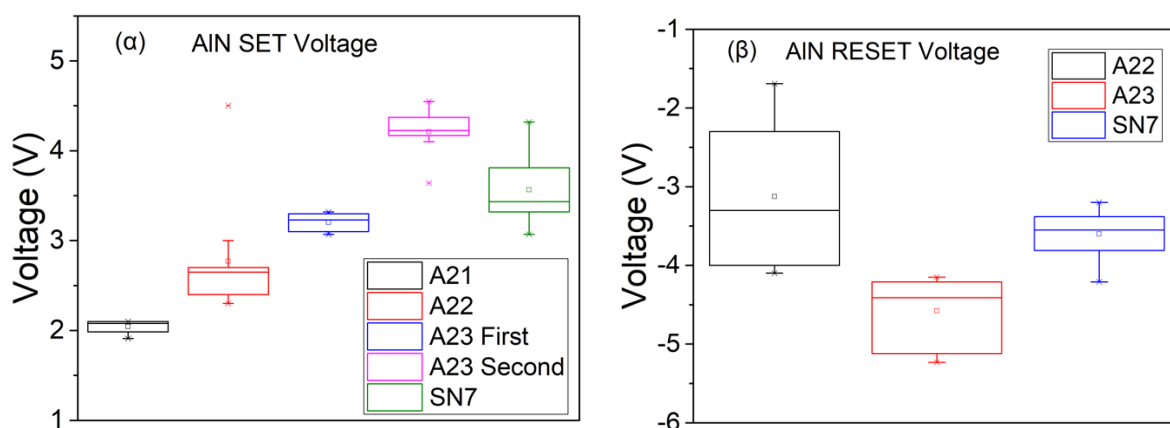 (α) AlN SET Voltage
Voltage (V)
5
4
3
2
1
A21
A22
A23 First
A23 Second
SN7
(β) AlN RESET Voltage
Voltage (V)
-1
-2
-3
-4
-5
-6
A22
A23
SN7